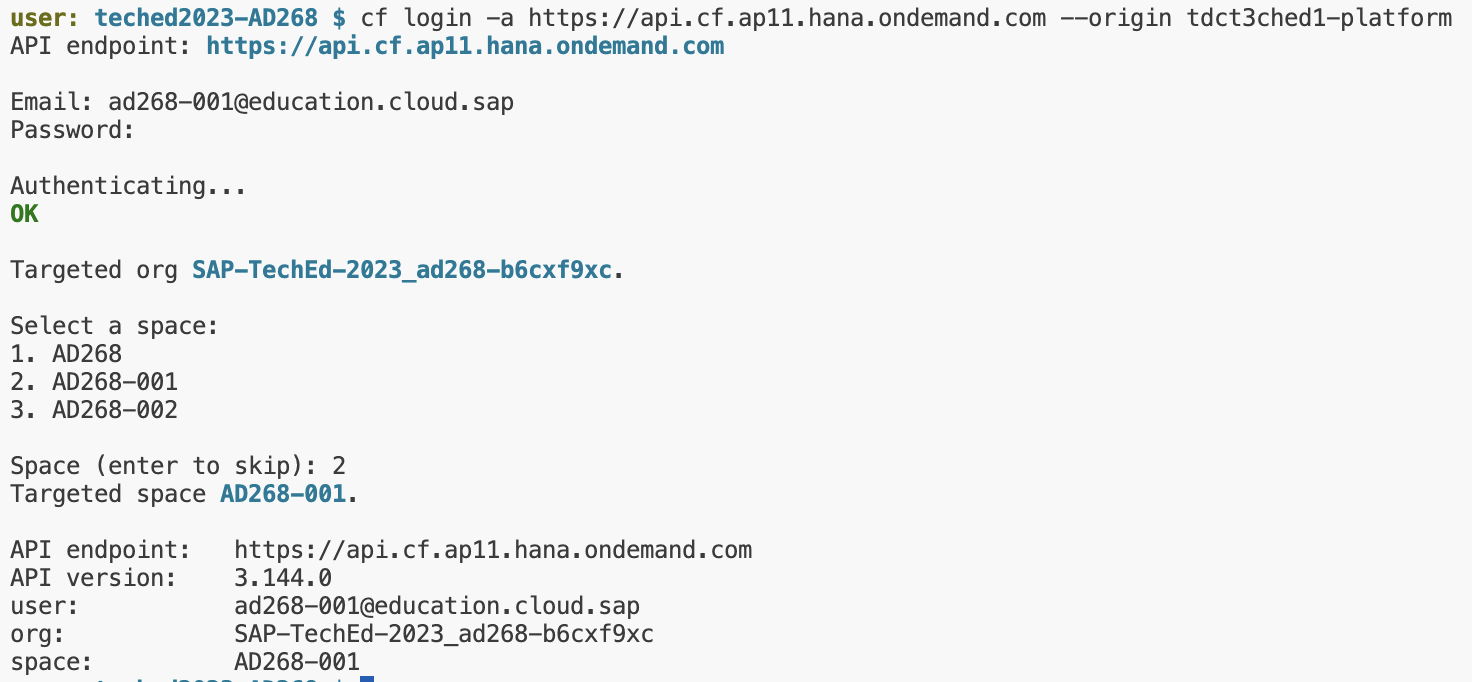 user: teched2023-AD268 $ cf login -a https://api.cf.ap11.hana.ondemand.com --origin tdct3ched1-platform
API endpoint: https://api.cf.ap11.hana.ondemand.com
Email: ad268-001@education.cloud.sap
Password:
Authenticating...
OK
Targeted org SAP-TechEd-2023_ad268-b6cxf9xc.
Select a space:
1. AD268
2. AD268-001
3. AD268-002
Space (enter to skip): 2
Targeted space AD268-001.
API endpoint: https://api.cf.ap11.hana.ondemand.com
API version: 3.144.0
user: ad268-001@education.cloud.sap
org: SAP-TechEd-2023_ad268-b6cxf9xc
space: AD268-001